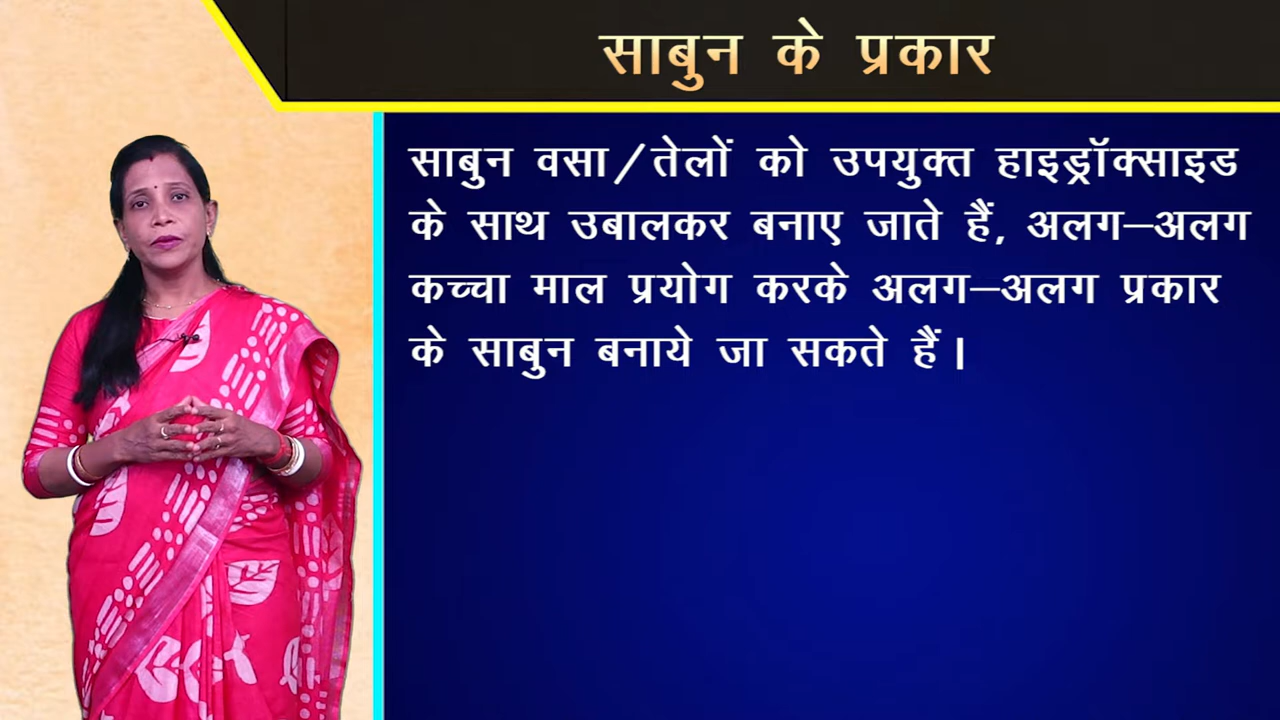 साबुन के प्रकार
साबुन वसा/तेलों को उपयुक्त हाइड्रॉक्साइड
के साथ उबालकर बनाए जाते हैं, अलग–अलग
कच्चा माल प्रयोग करके अलग–अलग प्रकार
के साबुन बनाये जा सकते हैं।